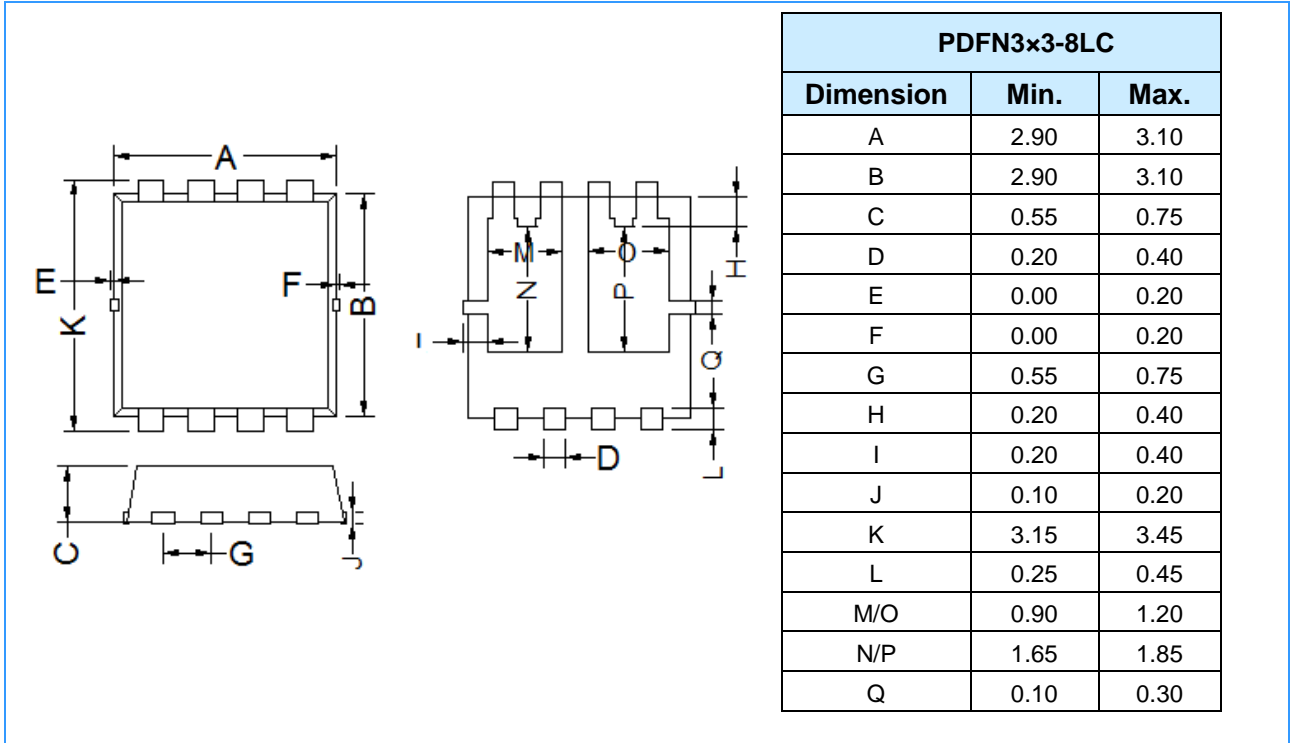 A
K
E
F
B
C
G
J
M
O
N
P
H
I
Q
D
L
PDFN3×3-8LC
Dimension Min. Max.
A 2.90 3.10
B 2.90 3.10
C 0.55 0.75
D 0.20 0.40
E 0.00 0.20
F 0.00 0.20
G 0.55 0.75
H 0.20 0.40
I 0.20 0.40
J 0.10 0.20
K 3.15 3.45
L 0.25 0.45
M/O 0.90 1.20
N/P 1.65 1.85
Q 0.10 0.30